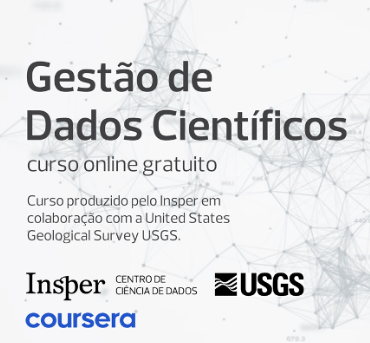 Gestão de
Dados Científicos
curso online gratuito
Curso produzido pelo Insper em
colaboração com a United States
Geological Survey USGS.
Insper CENTRO DE
CIÊNCIA DE DADOS
USGS
coursera